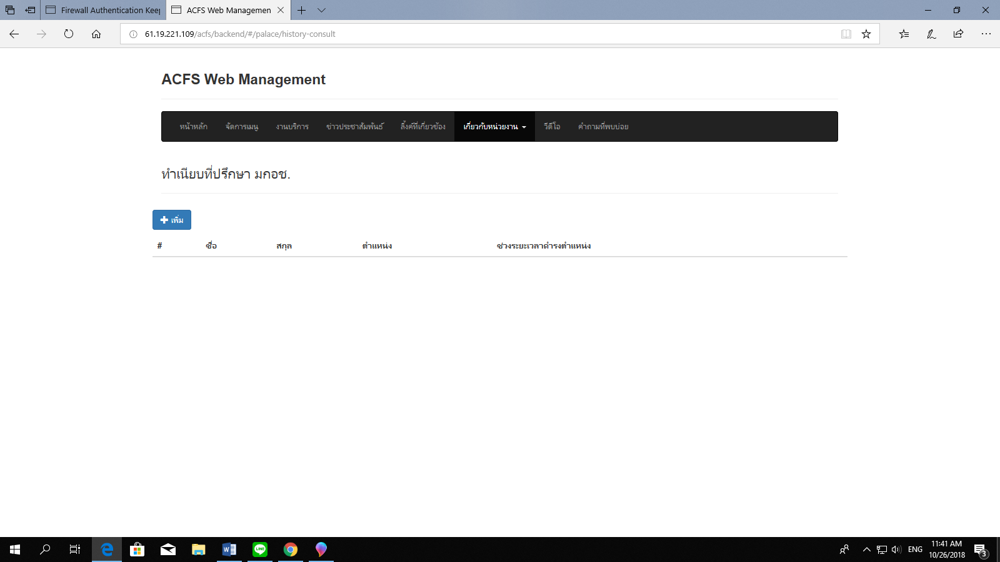 Firewall Authentication Keep
ACFS Web Managemen
61.19.221.109/acfs/backend/#/palace/history-consult
ACFS Web Management
หน้าหลัก จัดการเมนู งานบริการ ข่าวประชาสัมพันธ์ ลิ้งค์ที่เกี่ยวข้อง เกี่ยวกับหน่วยงาน วีดีโอ คำถามที่พบบ่อย
ทำเนียบที่ปรึกษา มกอช.
เพิ่ม
# ชื่อ สกุล ตำแหน่ง ช่วงระยะเวลาดำรงตำแหน่ง
ENG
11:41 AM
10/26/2018
3